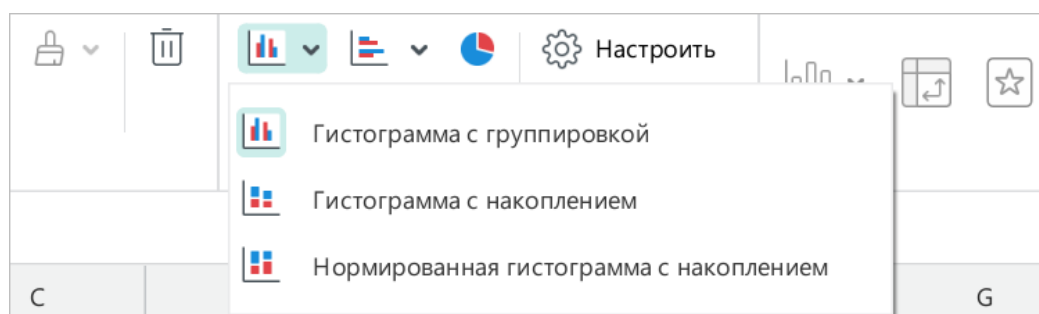 Настроить
Гистограмма с группировкой
Гистограмма с накоплением
Нормированная гистограмма с накоплением
C
G